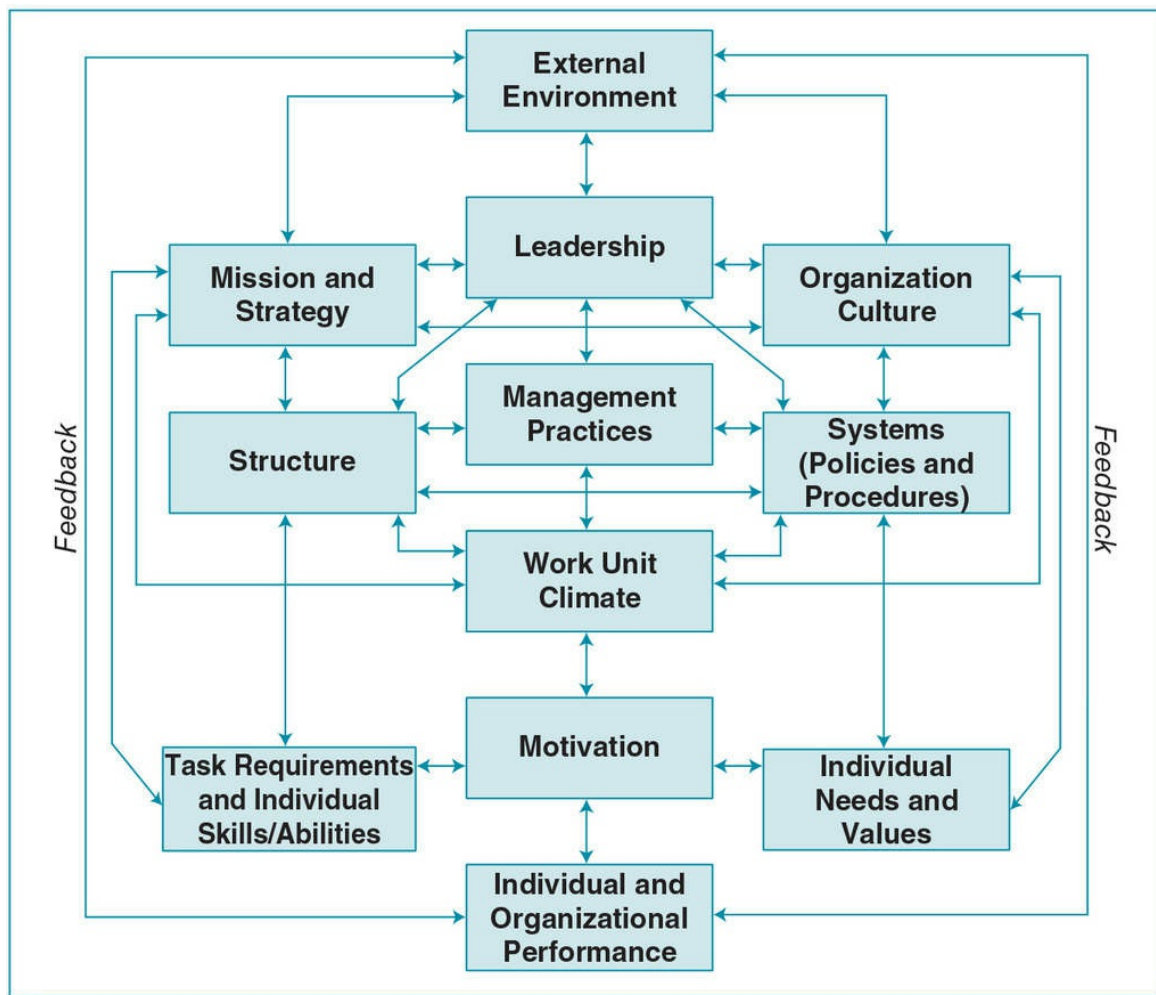 External
Environment
Leadership
Mission and
Strategy
Organization
Culture
Management
Practices
Structure
Systems
(Policies and
Procedures)
Feedback
Feedback
Work Unit
Climate
Motivation
Task Requirements
and Individual
Skills/Abilities
Individual
Needs and
Values
Individual and
Organizational
Performance